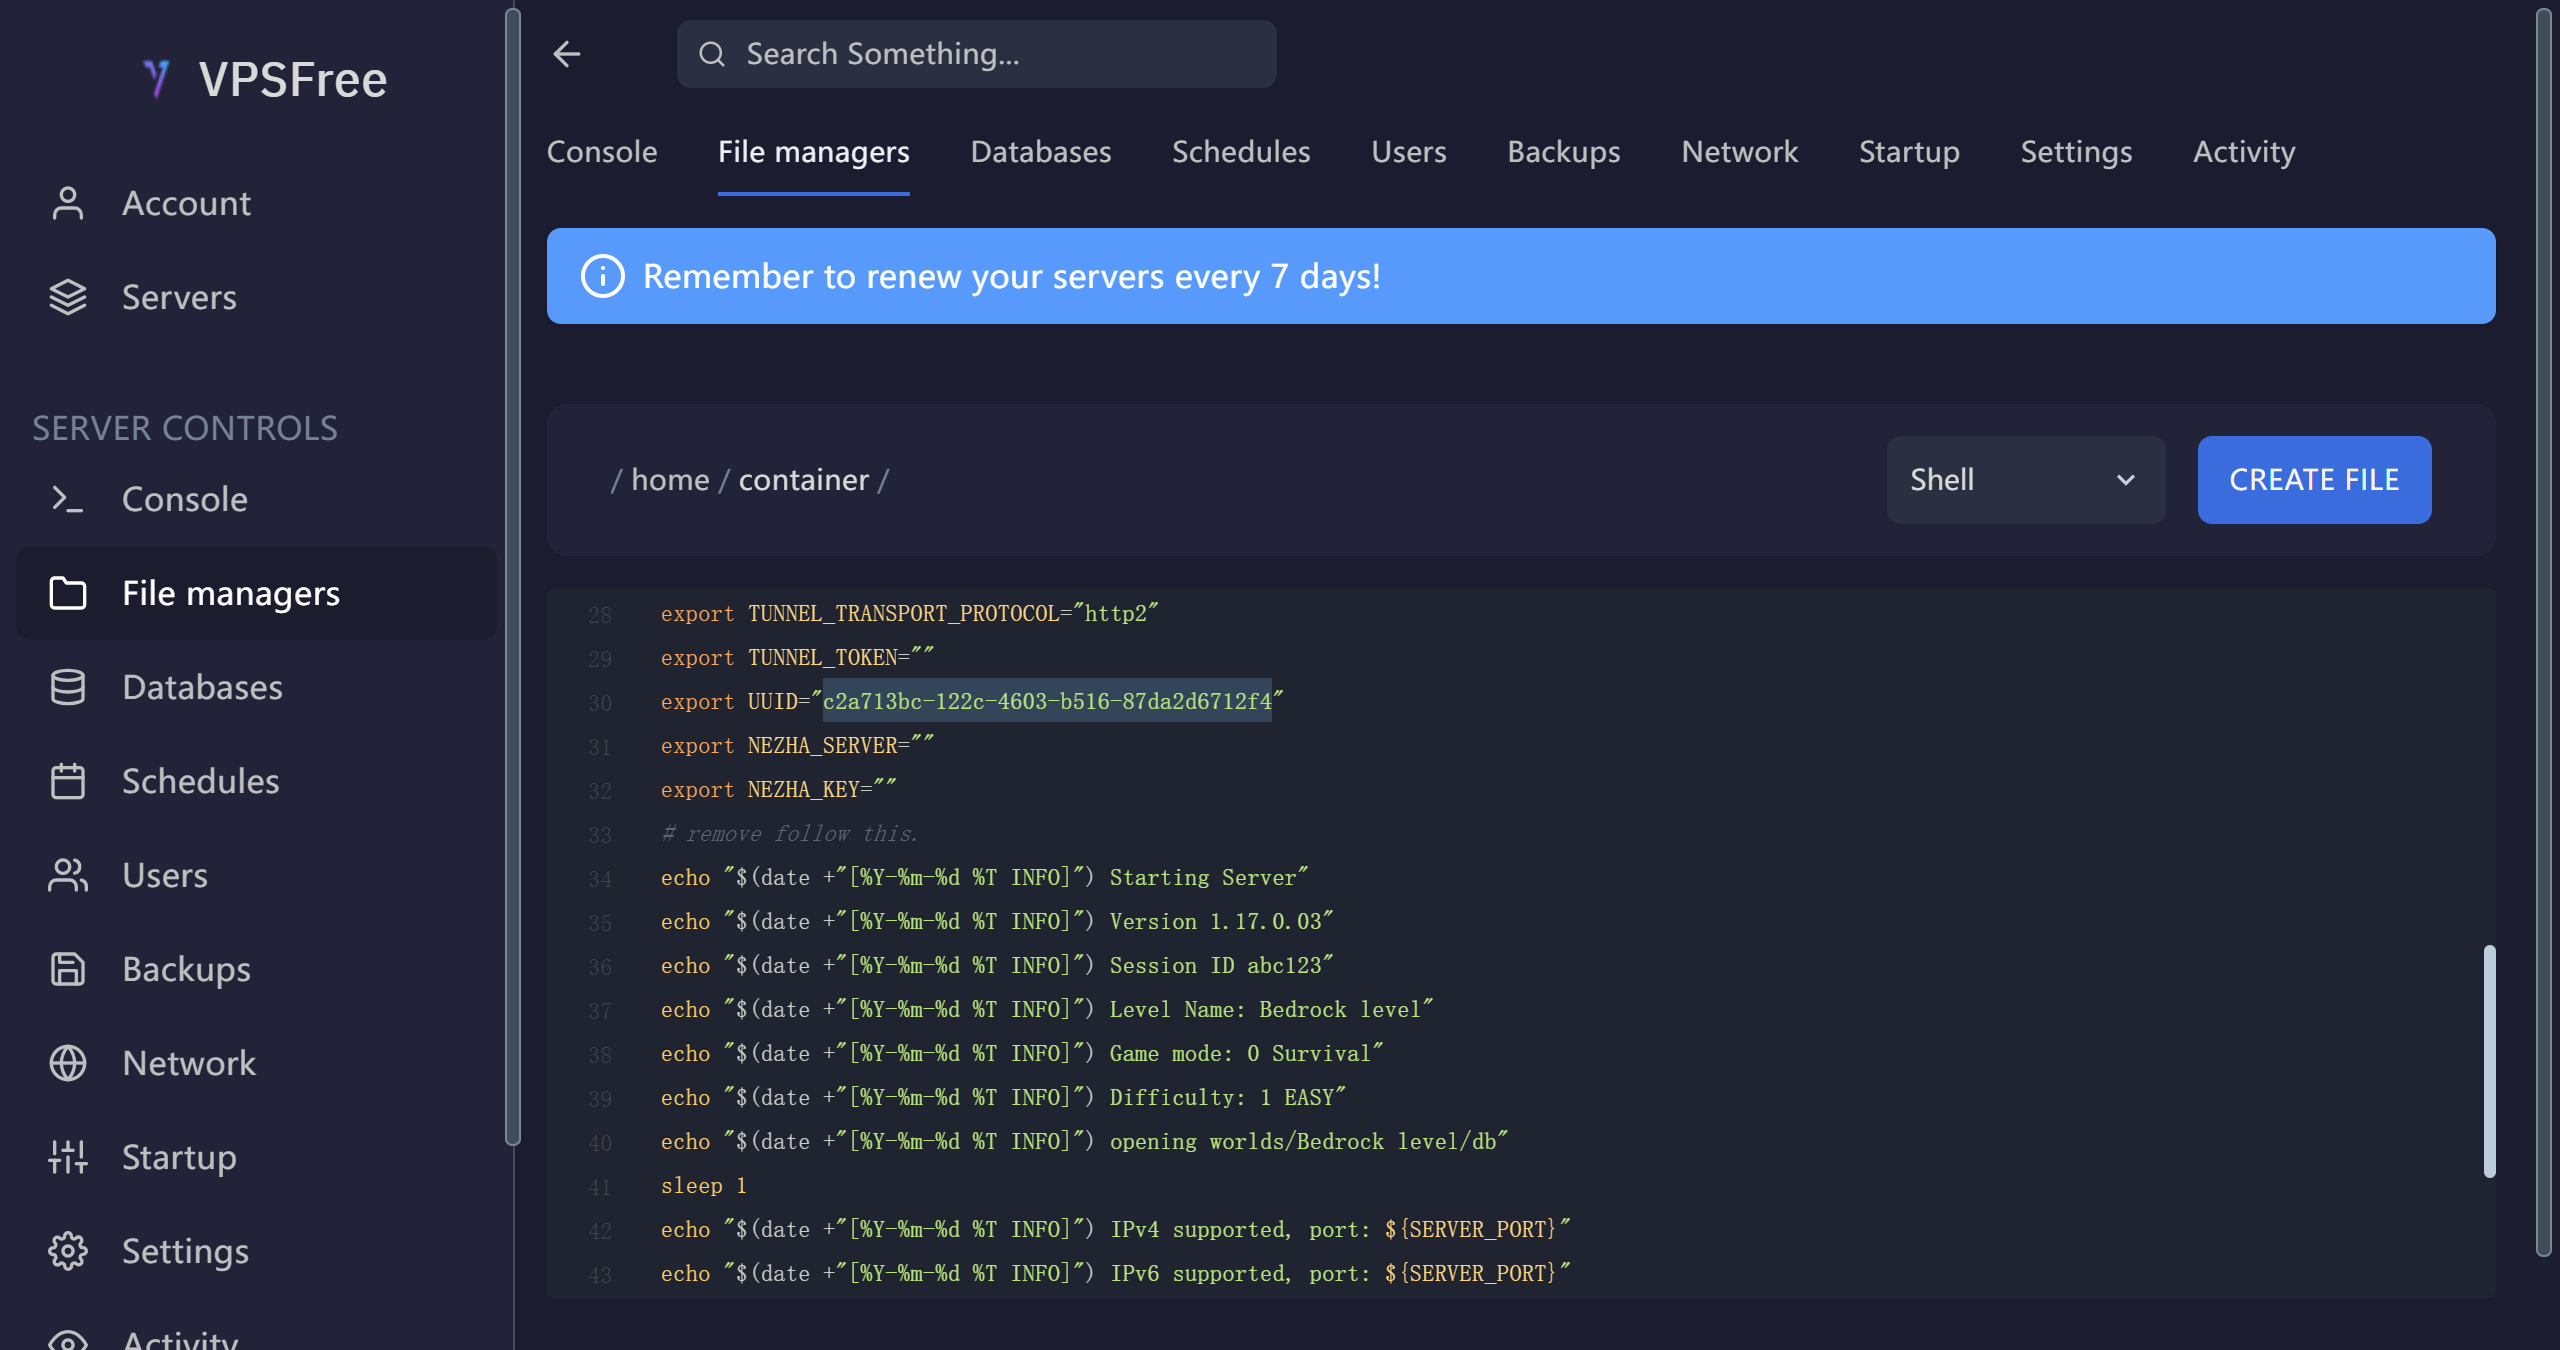 VPSFree
Account
Servers
SERVER CONTROLS
Console
File managers
Databases
Schedules
Users
Backups
Network
Startup
Settings
Activity
Search Something...
Console File managers Databases Schedules Users Backups Network Startup Settings Activity
Remember to renew your servers every 7 days!
/ home / container /
Shell
CREATE FILE
28 export TUNNEL_TRANSPORT_PROTOCOL="http2"
29 export TUNNEL_TOKEN=""
30 export UUID="c2a713bc-122c-4603-b516-87da2d6712f4"
31 export NEZHA_SERVER=""
32 export NEZHA_KEY=""
33 # remove follow this.
34 echo "$(date +"[%Y-%m-%d %T INFO]") Starting Server"
35 echo "$(date +"[%Y-%m-%d %T INFO]") Version 1.17.0.03"
36 echo "$(date +"[%Y-%m-%d %T INFO]") Session ID abc123"
37 echo "$(date +"[%Y-%m-%d %T INFO]") Level Name: Bedrock level"
38 echo "$(date +"[%Y-%m-%d %T INFO]") Game mode: 0 Survival"
39 echo "$(date +"[%Y-%m-%d %T INFO]") Difficulty: 1 EASY"
40 echo "$(date +"[%Y-%m-%d %T INFO]") opening worlds/Bedrock level/db"
41 sleep 1
42 echo "$(date +"[%Y-%m-%d %T INFO]") IPv4 supported, port: ${SERVER_PORT}"
43 echo "$(date +"[%Y-%m-%d %T INFO]") IPv6 supported, port: ${SERVER_PORT}"